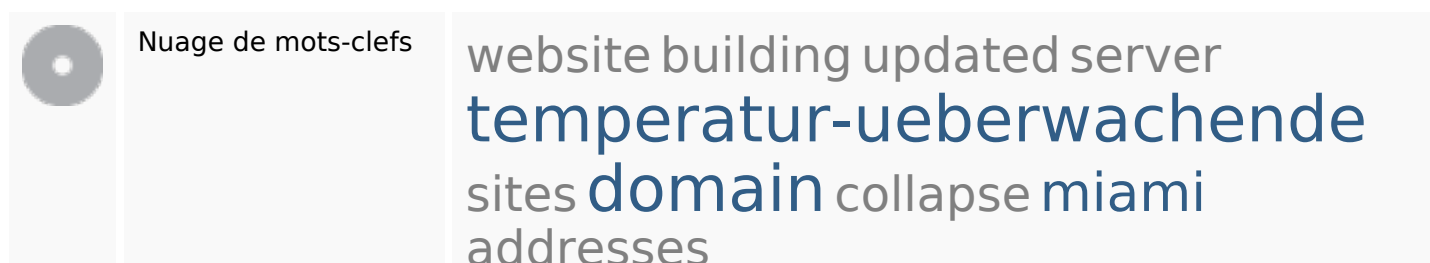 Nuage de mots-clefs
website building updated server
temperatur-ueberwachende
sites domain collapse miami
addresses